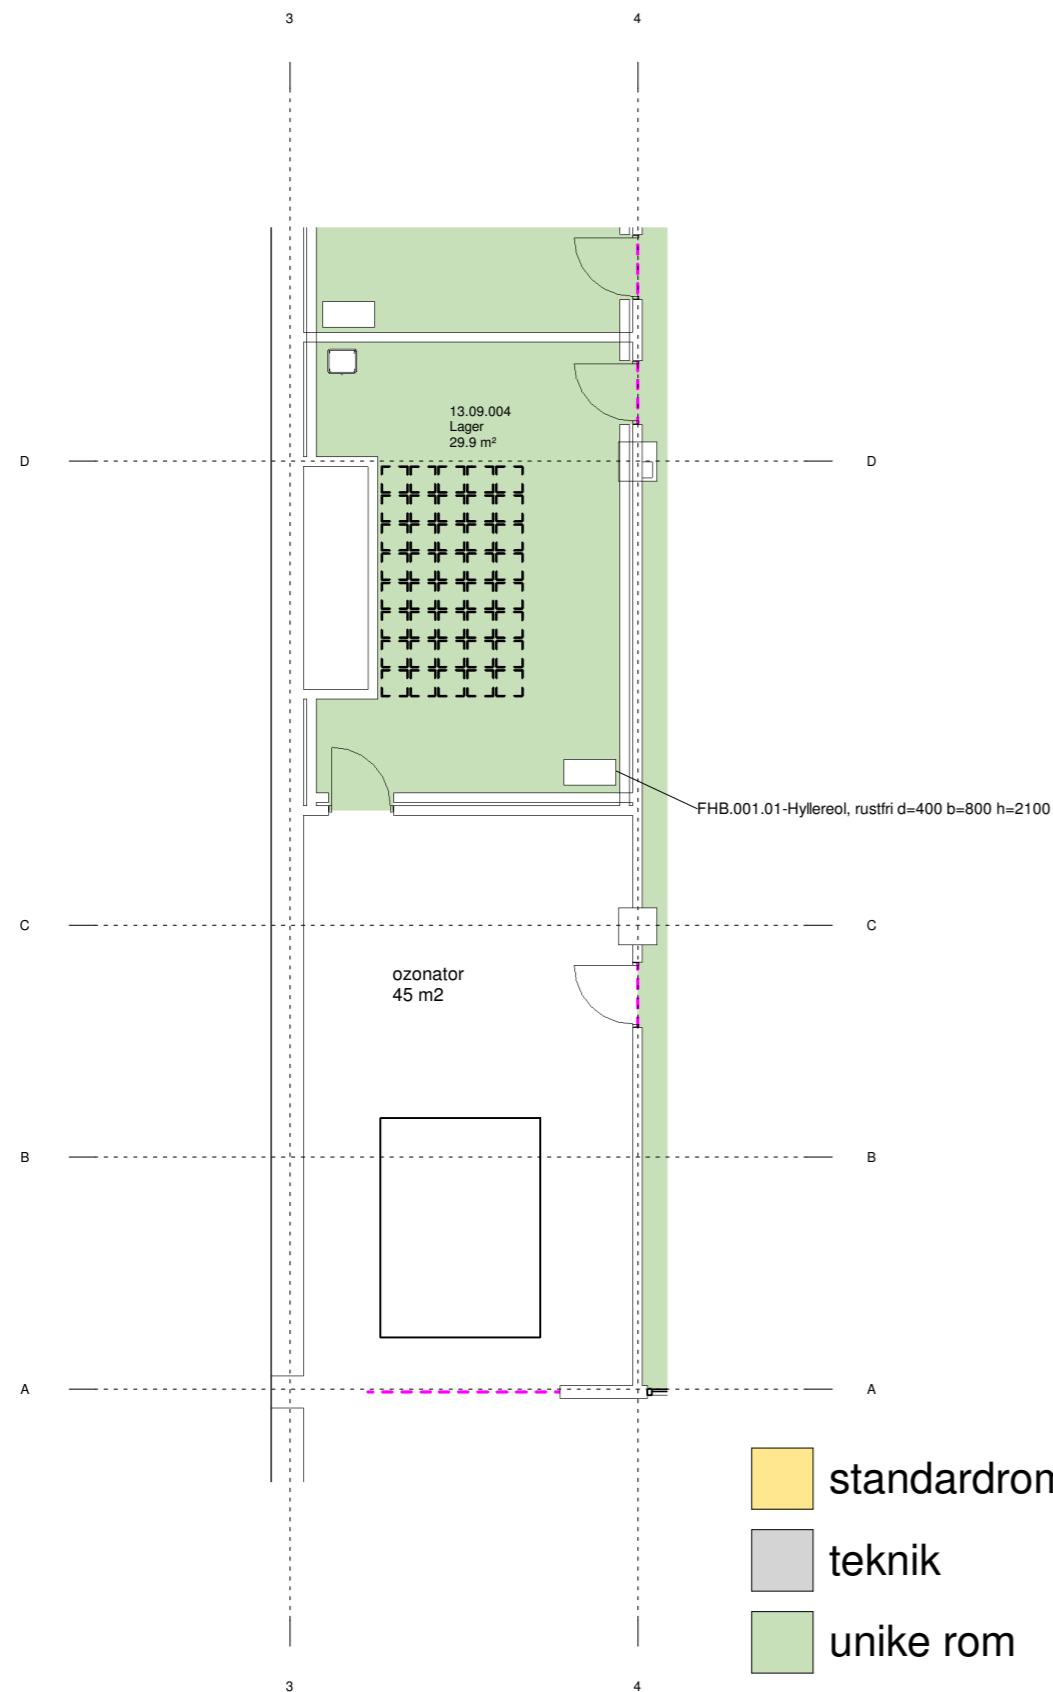 3
4
13.09.004
Lager
29.9 m²
D
D
FHB.001.01-Hyllereol, rustfri d=400 b=800 h=2100
C
C
ozonator
45 m2
B
B
A
A
standardrom
teknik
unike rom
3
4